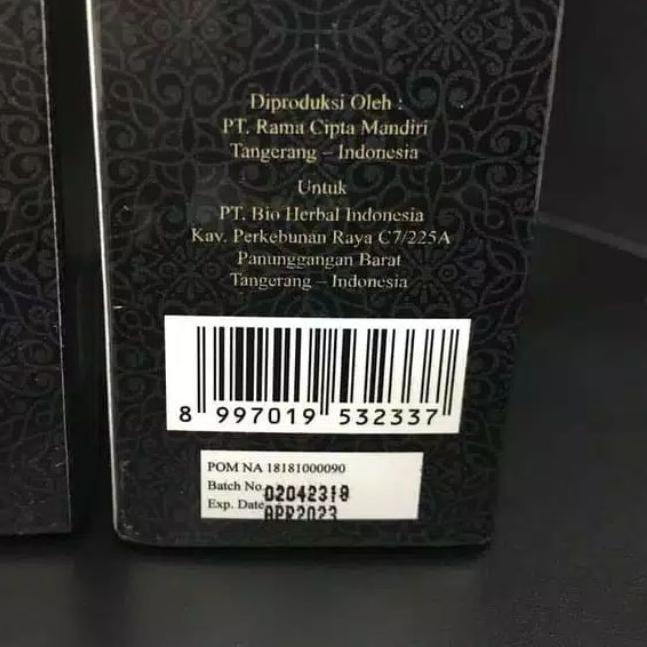 Diproduksi Oleh :
PT. Rama Cipta Mandiri
Tangerang – Indonesia
Untuk
PT. Bio Herbal Indonesia
Kav. Perkebunan Raya C7/225A
Panunggangan Barat
Tangerang – Indonesia
8 997019 532337
POM NA 18181000090
Batch No. 02042318
Exp. Date APR2023